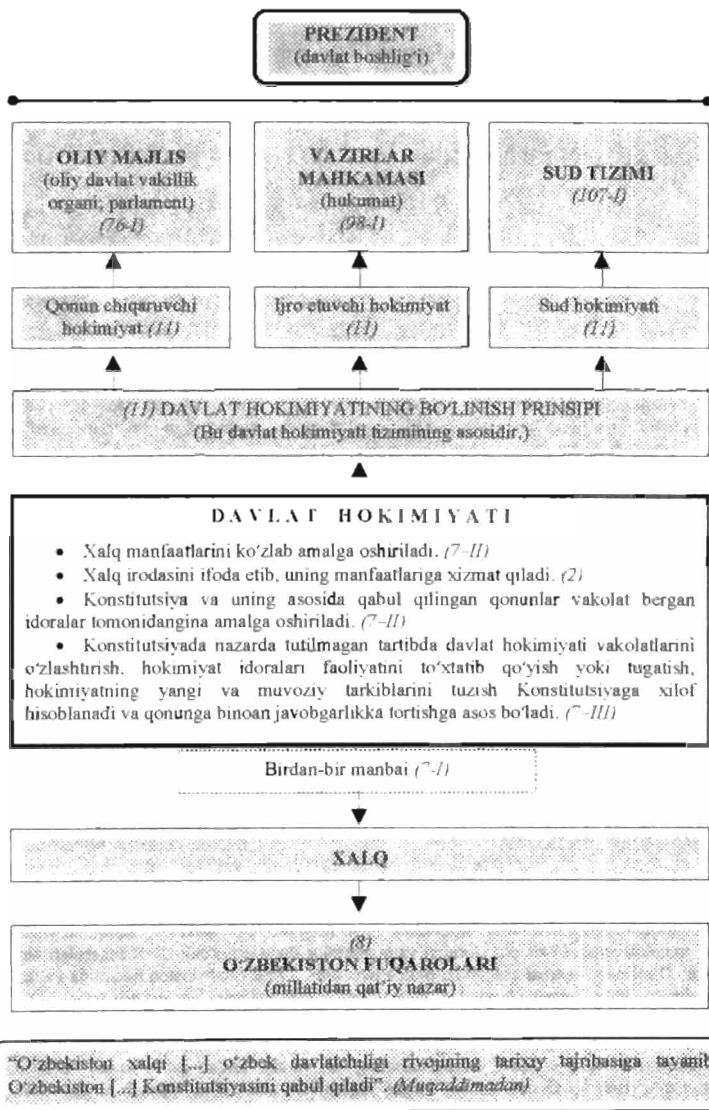 PREZIDENT
(davlat boshlig‘i)
OLIY MAJLIS
(oliy davlat vakillik
organi; parlament)
(76-I)
VAZIRLAR
MAHKAMASI
(hukumat)
(98-I)
SUD TIZIMI
(107-I)
Qonun chiqaruvchi
hokimiyat (11)
Ijro etuvchi hokimiyat
(11)
Sud hokimiyati
(11)
(11) DAVLAT HOKIMIYATINING BO‘LINISH PRINSIPI
(Bu davlat hokimiyati tizimining asosidir.)
DAVLAT HOKIMIYATI
• Xalq manfaatlarini ko‘zlab amalga oshiriladi. (7–II)
• Xalq irodasini ifoda etib, uning manfaatlariga xizmat qiladi. (2)
• Konstitutsiya va uning asosida qabul qilingan qonunlar vakolat bergan
idoralar tomonidangina amalga oshiriladi. (7–II)
• Konstitutsiyada nazarda tutilmagan tartibda davlat hokimiyati vakolatlarini
o‘zlashtirish, hokimiyat idoralari faoliyatini to‘xtatib qo‘yish yoki tugatish,
hokimiyatning yangi va muvoziy tarkiblarini tuzish Konstitutsiyaga xilof
hisoblanadi va qonunga binoan javobgarlikka tortishga asos bo‘ladi. (7–III)
Birdan-bir manbai (7-I)
XALQ
(8)
O‘ZBEKISTON FUQAROLARI
(millatidan qat’iy nazar)
“O‘zbekiston xalqi [...] o‘zbek davlatchiligi rivojining tarixiy tajribasiga tayanib
O‘zbekiston [...] Konstitutsiyasini qabul qiladi”. (Muqaddimadan)